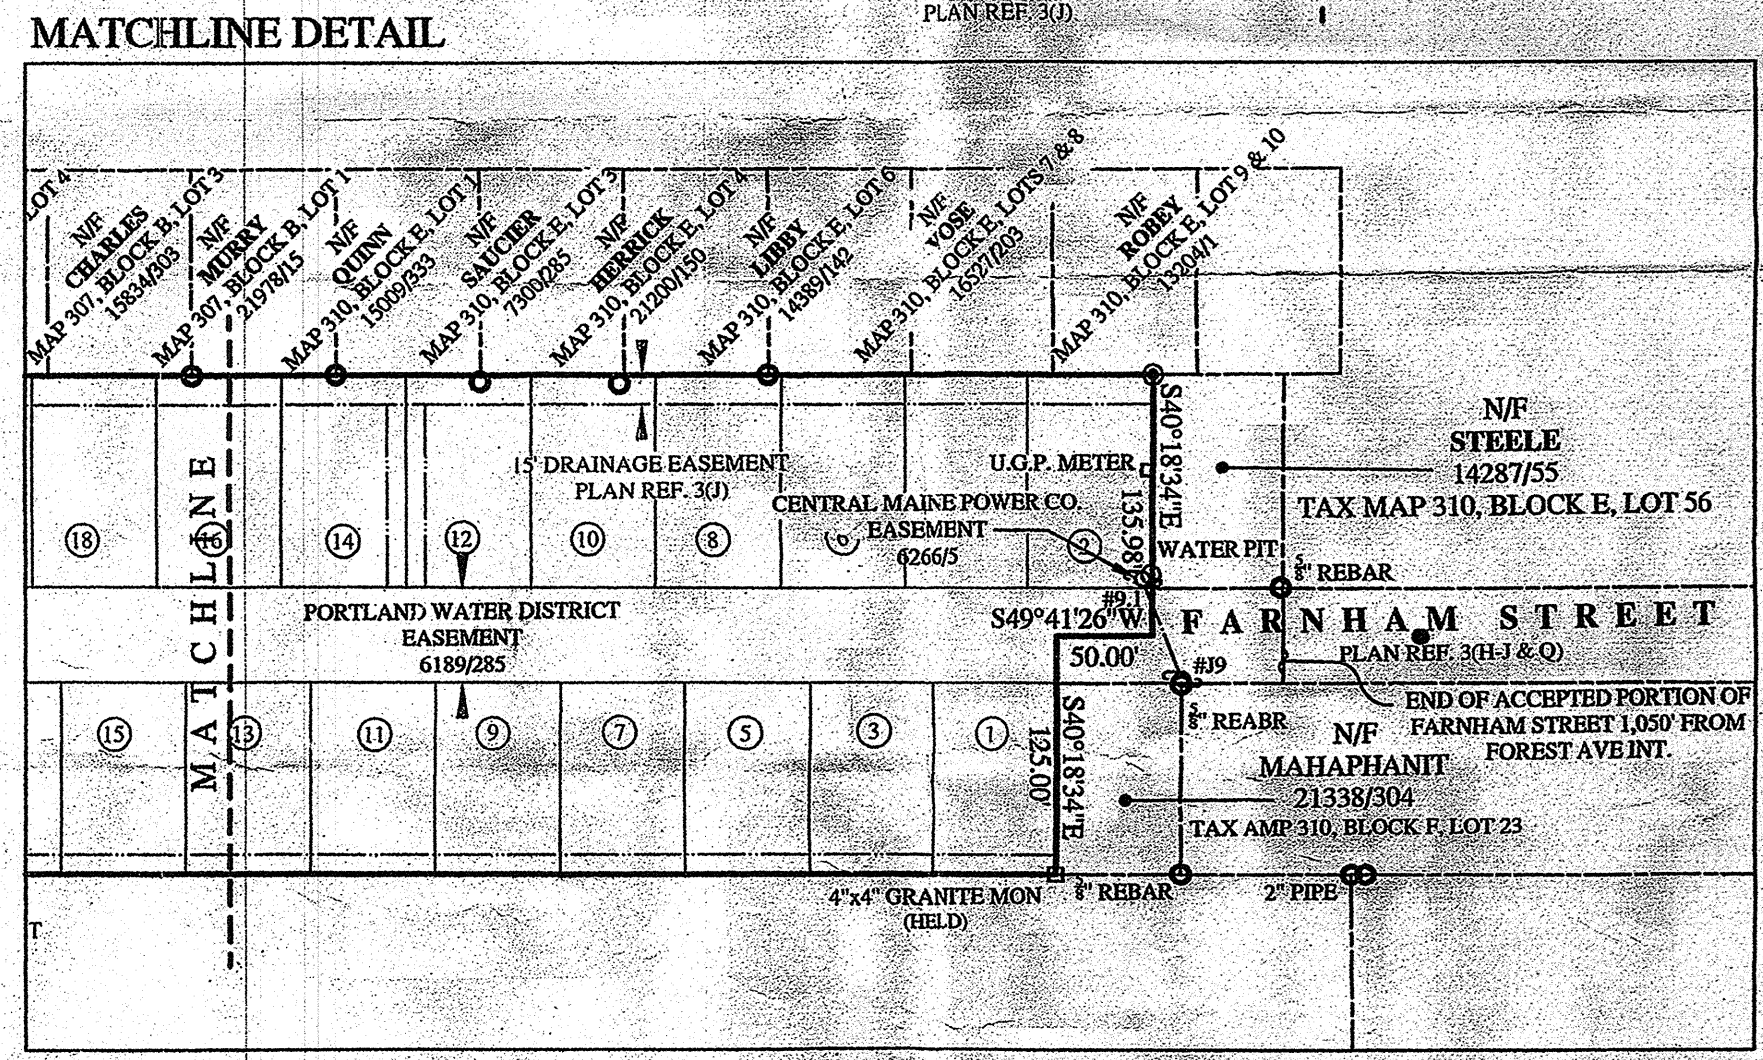 PLAN REF. 3(J)
MATCHLINE DETAIL
LOT 4
N/F
CHARLES
MAP 307, BLOCK B, LOT 3
15834/303
N/F
MURRY
MAP 307, BLOCK B, LOT 1
21978/15
N/F
QUINN
MAP 310, BLOCK E, LOT 1
15009/333
N/F
SAUCIER
MAP 310, BLOCK E, LOT 3
7300/285
N/F
HERRICK
MAP 310, BLOCK E, LOT 4
21200/150
N/F
LIBBY
MAP 310, BLOCK E, LOT 6
14389/142
N/F
VOSE
MAP 310, BLOCK E, LOTS 7 & 8
16527/203
N/F
ROBEY
MAP 310, BLOCK E, LOT 9 & 10
13204/1
S40°18'34"E
135.98'
N/F
STEELE
14287/55
TAX MAP 310, BLOCK E, LOT 56
15' DRAINAGE EASEMENT
PLAN REF. 3(J)
U.G.P. METER
CENTRAL MAINE POWER CO.
EASEMENT
6266/5
MATCHLINE
18
16
14
12
10
8
6
2
WATER PIT
5/8" REBAR
#9.1
PORTLAND WATER DISTRICT
EASEMENT
6189/285
S49°41'26"W
50.00'
FARNHAM STREET
PLAN REF. 3(H-J & Q)
#J9
5/8" REABR
END OF ACCEPTED PORTION OF
FARNHAM STREET 1,050' FROM
FOREST AVE INT.
15
13
11
9
7
5
3
1
S40°18'34"E
125.00'
N/F
MAHAPHANIT
21338/304
TAX AMP 310, BLOCK F, LOT 23
4"x4" GRANITE MON
(HELD)
5/8" REBAR
2" PIPE
T